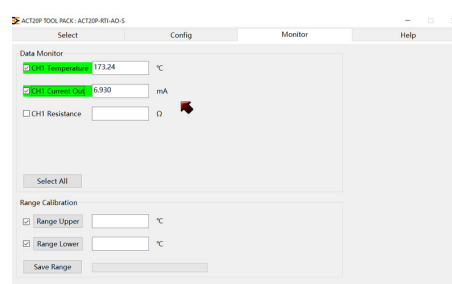 ACT20P TOOL PACK : ACT20P-RTI-AO-S
Select Config Monitor Help
Data Monitor
CH1 Temperature 173.24 ℃
CH1 Current Out 6.930 mA
CH1 Resistance Ω
Select All
Range Calibration
Range Upper ℃
Range Lower ℃
Save Range